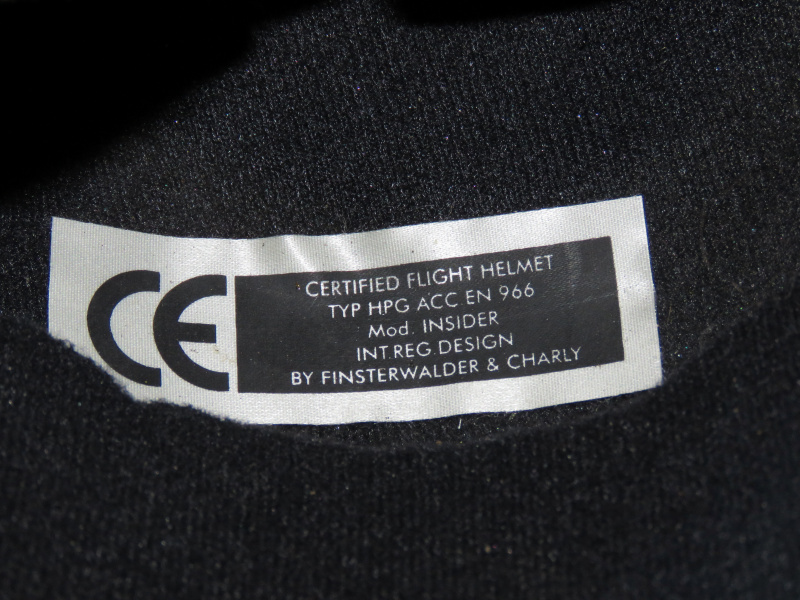 CE
CERTIFIED FLIGHT HELMET
TYP HPG ACC EN 966
Mod. INSIDER
INT.REG.DESIGN
BY FINSTERWALDER & CHARLY